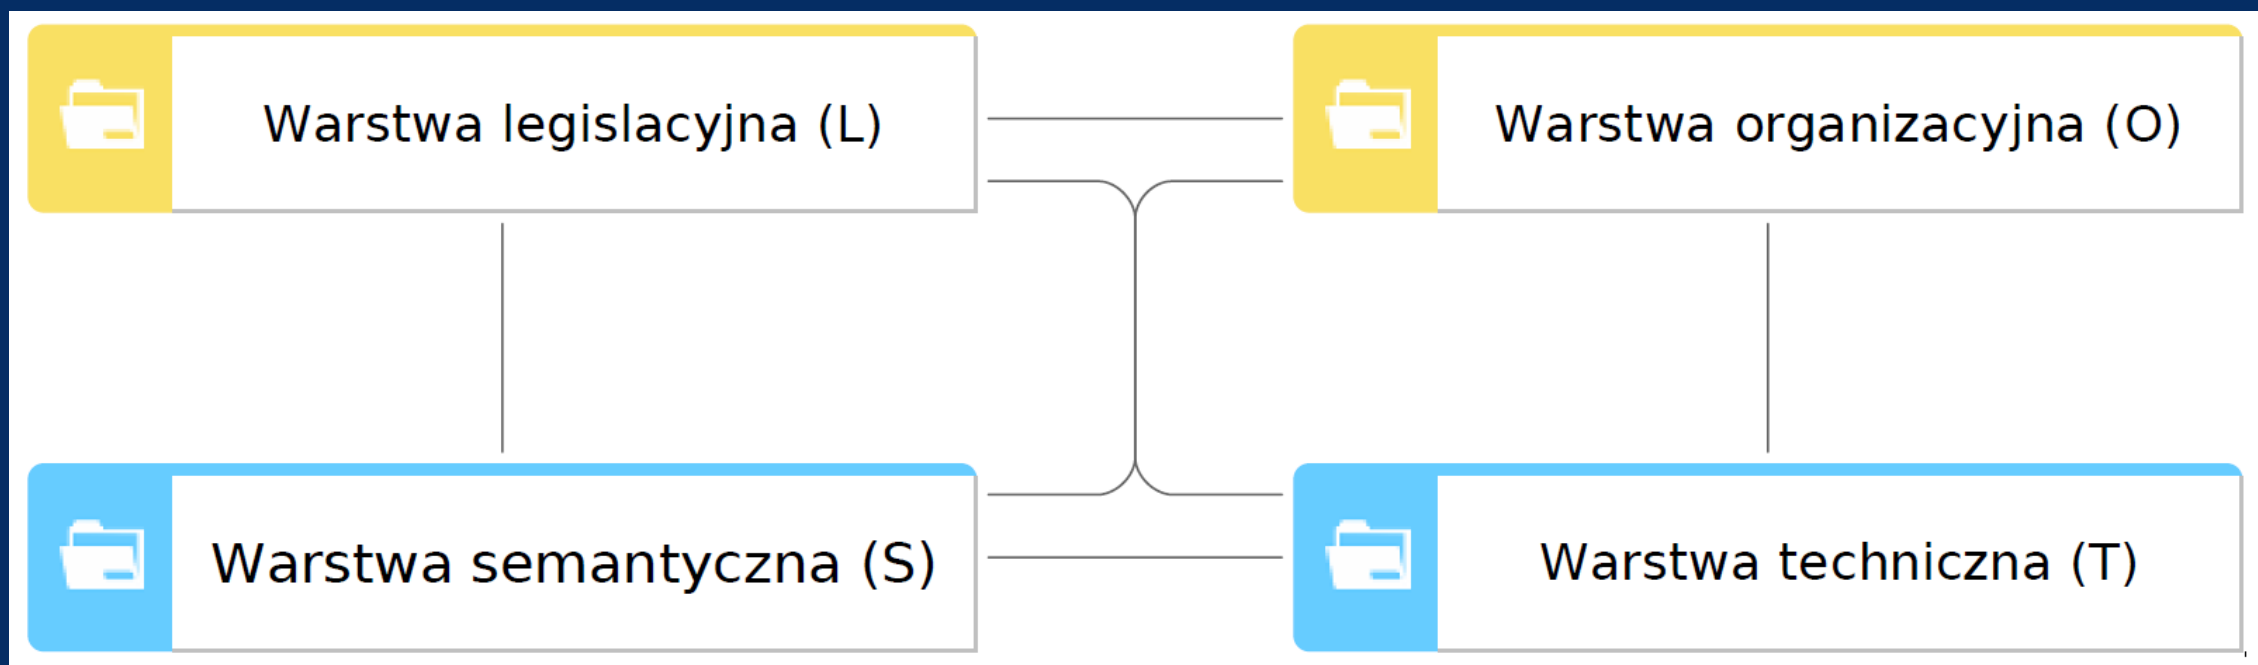 Warstwa legislacyjna (L)
Warstwa organizacyjna (O)
Warstwa semantyczna (S)
Warstwa techniczna (T)